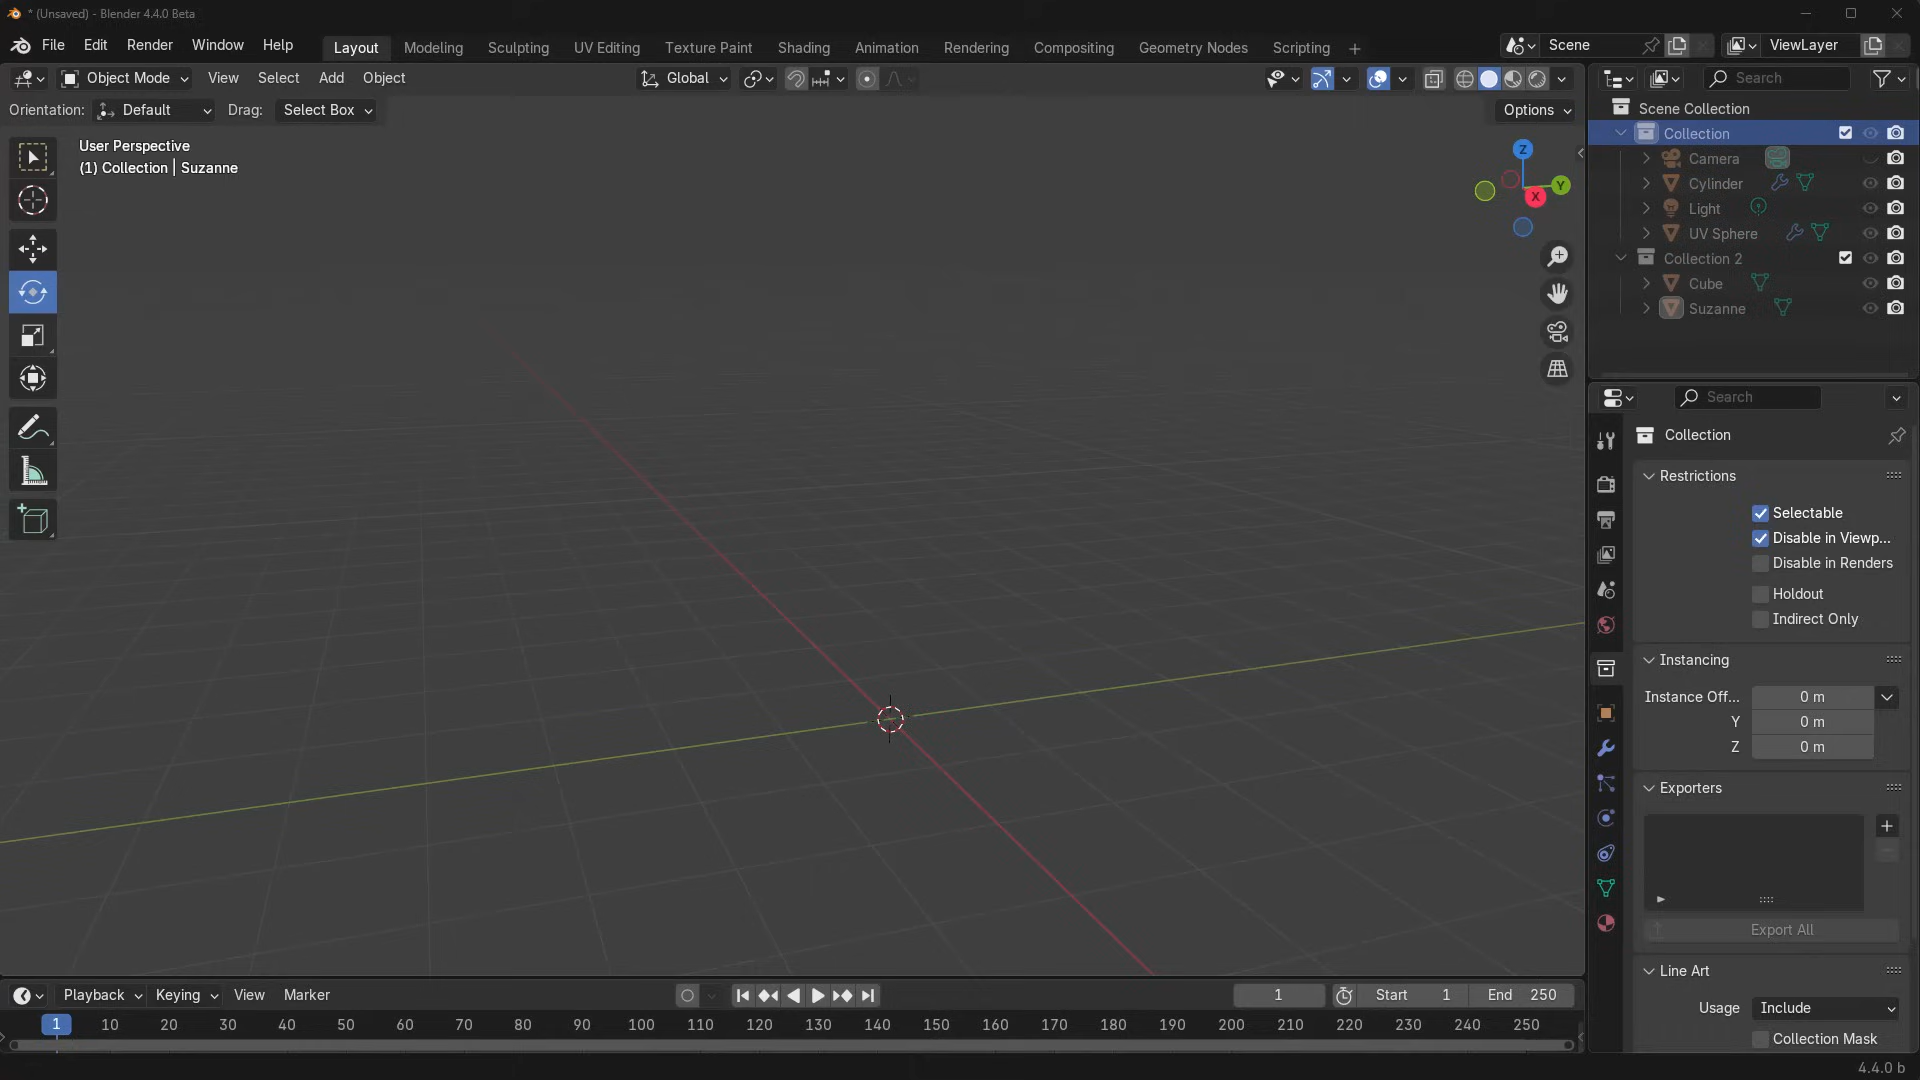 * (Unsaved) - Blender 4.4.0 Beta
File Edit Render Window Help Layout Modeling Sculpting UV Editing Texture Paint Shading Animation Rendering Compositing Geometry Nodes Scripting + Scene ViewLayer
Object Mode View Select Add Object Global Search
Orientation: Default Drag: Select Box Options
User Perspective
(1) Collection | Suzanne
Z
Y
X
Scene Collection
Collection
Camera
Cylinder
Light
UV Sphere
Collection 2
Cube
Suzanne
Search
Collection
Restrictions
Selectable
Disable in Viewp...
Disable in Renders
Holdout
Indirect Only
Instancing
Instance Off... 0 m
Y 0 m
Z 0 m
Exporters
Export All
Line Art
Usage Include
Collection Mask
Playback Keying View Marker 1 Start 1 End 250
1 10 20 30 40 50 60 70 80 90 100 110 120 130 140 150 160 170 180 190 200 210 220 230 240 250
4.4.0 b